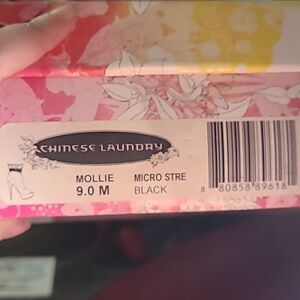 CHINESE LAUNDRY
MOLLIE MICRO STRE
9.0 M BLACK
8 80858 89618